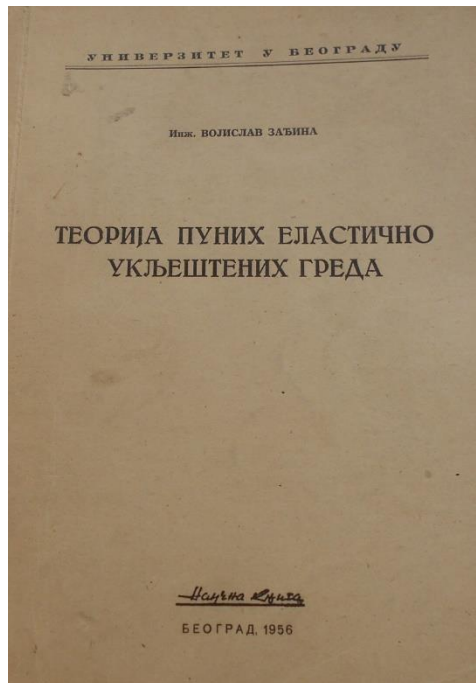 УНИВЕРЗИТЕТ У БЕОГРАДУ
Инж. ВОЈИСЛАВ ЗАЂИНА
ТЕОРИЈА ПУНИХ ЕЛАСТИЧНО
УКЉЕШТЕНИХ ГРЕДА
Научна књига
БЕОГРАД, 1956